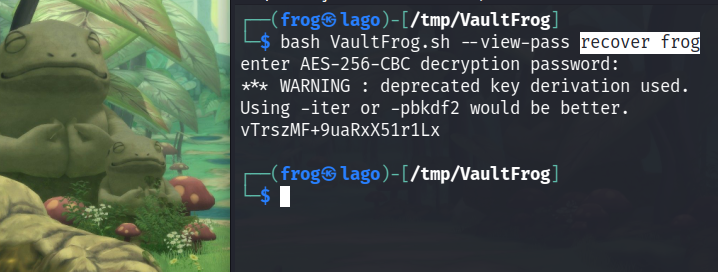 ┌──(frog㉿lago)-[/tmp/VaultFrog]
└─$ bash VaultFrog.sh --view-pass recover frog
enter AES-256-CBC decryption password:
*** WARNING : deprecated key derivation used.
Using -iter or -pbkdf2 would be better.
vTrszMF+9uaRxX51r1Lx
┌──(frog㉿lago)-[/tmp/VaultFrog]
└─$